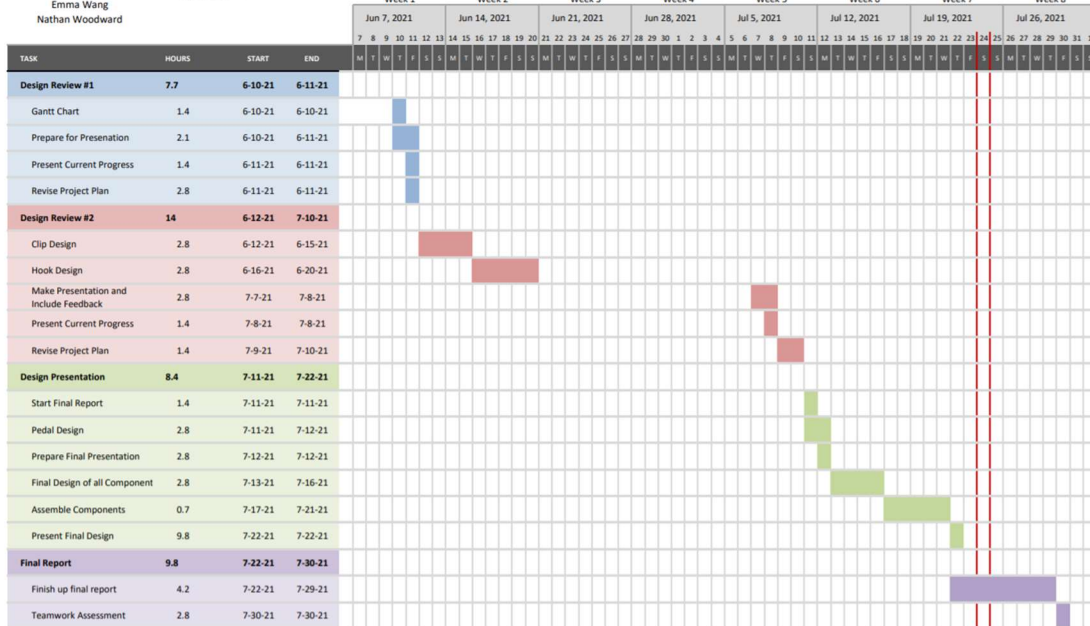 Emma Wang
Nathan Woodward
Jun 7, 2021 Jun 14, 2021 Jun 21, 2021 Jun 28, 2021 Jul 5, 2021 Jul 12, 2021 Jul 19, 2021 Jul 26, 2021
7 8 9 10 11 12 13 14 15 16 17 18 19 20 21 22 23 24 25 26 27 28 29 30 1 2 3 4 5 6 7 8 9 10 11 12 13 14 15 16 17 18 19 20 21 22 23 24 25 26 27 28 29 30 31
TASK HOURS START END M T W T F S S M T W T F S S M T W T F S S M T W T F S S M T W T F S S M T W T F S S M T W T F S S M T W T F S
Design Review #1 7.7 6-10-21 6-11-21
Gantt Chart 1.4 6-10-21 6-10-21
Prepare for Presenation 2.1 6-10-21 6-11-21
Present Current Progress 1.4 6-11-21 6-11-21
Revise Project Plan 2.8 6-11-21 6-11-21
Design Review #2 14 6-12-21 7-10-21
Clip Design 2.8 6-12-21 6-15-21
Hook Design 2.8 6-16-21 6-20-21
Make Presentation and
Include Feedback 2.8 7-7-21 7-8-21
Present Current Progress 1.4 7-8-21 7-8-21
Revise Project Plan 1.4 7-9-21 7-10-21
Design Presentation 8.4 7-11-21 7-22-21
Start Final Report 1.4 7-11-21 7-11-21
Pedal Design 2.8 7-11-21 7-12-21
Prepare Final Presentation 2.8 7-12-21 7-12-21
Final Design of all Component 2.8 7-13-21 7-16-21
Assemble Components 0.7 7-17-21 7-21-21
Present Final Design 9.8 7-22-21 7-22-21
Final Report 9.8 7-22-21 7-30-21
Finish up final report 4.2 7-22-21 7-29-21
Teamwork Assessment 2.8 7-30-21 7-30-21